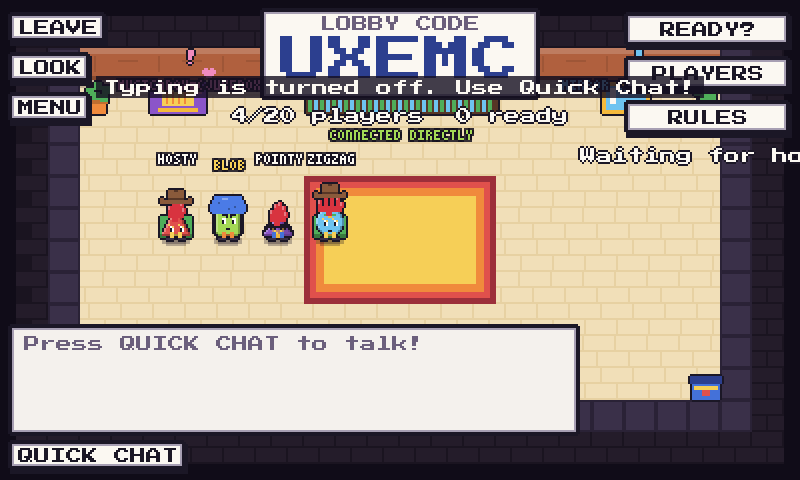 LEAVE
LOBBY CODE
READY?
UXEMC
LOOK
PLAYERS
Typing is turned off. Use Quick Chat!
MENU
4/20 players 0 ready
RULES
CONNECTED DIRECTLY
Waiting for ho
HOSTY
BLOB
POINTY
ZIGZAG
Press QUICK CHAT to talk!
QUICK CHAT